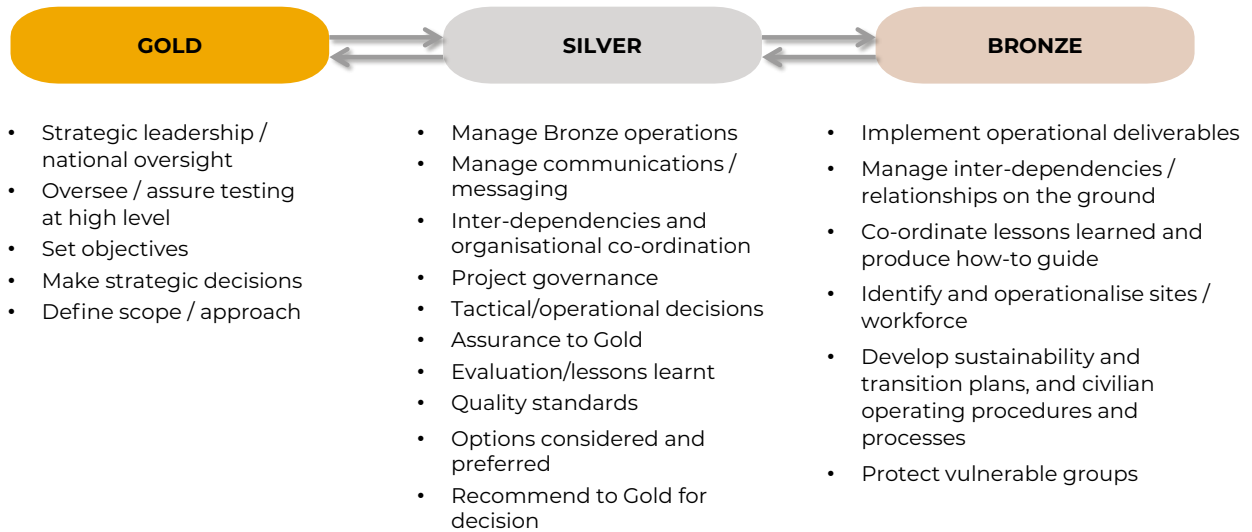 GOLD
SILVER
BRONZE
• Strategic leadership /
national oversight
• Oversee / assure testing
at high level
• Set objectives
• Make strategic decisions
• Define scope / approach
• Manage Bronze operations
• Manage communications /
messaging
• Inter-dependencies and
organisational co-ordination
• Project governance
• Tactical/operational decisions
• Assurance to Gold
• Evaluation/lessons learnt
• Quality standards
• Options considered and
preferred
• Recommend to Gold for
decision
• Implement operational deliverables
• Manage inter-dependencies /
relationships on the ground
• Co-ordinate lessons learned and
produce how-to guide
• Identify and operationalise sites /
workforce
• Develop sustainability and
transition plans, and civilian
operating procedures and
processes
• Protect vulnerable groups